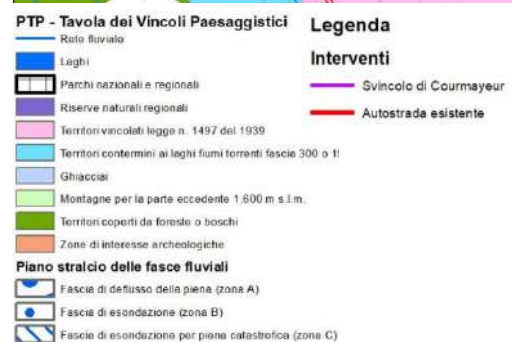 PTP - Tavola dei Vincoli Paesaggistici
Rete fluviale
Laghi
Parchi nazionali e regionali
Riserve naturali regionali
Territori vincolati legge n. 1497 del 1939
Territori contermini ai laghi fiumi torrenti fascia 300 o 1!
Ghiacciai
Montagne per la parte eccedente 1.600 m s.l.m.
Territori coperti da foreste o boschi
Zone di interesse archeologiche
Piano stralcio delle fasce fluviali
Fascia di deflusso della piena (zona A)
Fascia di esondazione (zona B)
Fascia di esondazione per piena catastrofica (zona C)
Legenda
Interventi
Svincolo di Courmayeur
Autostrada esistente